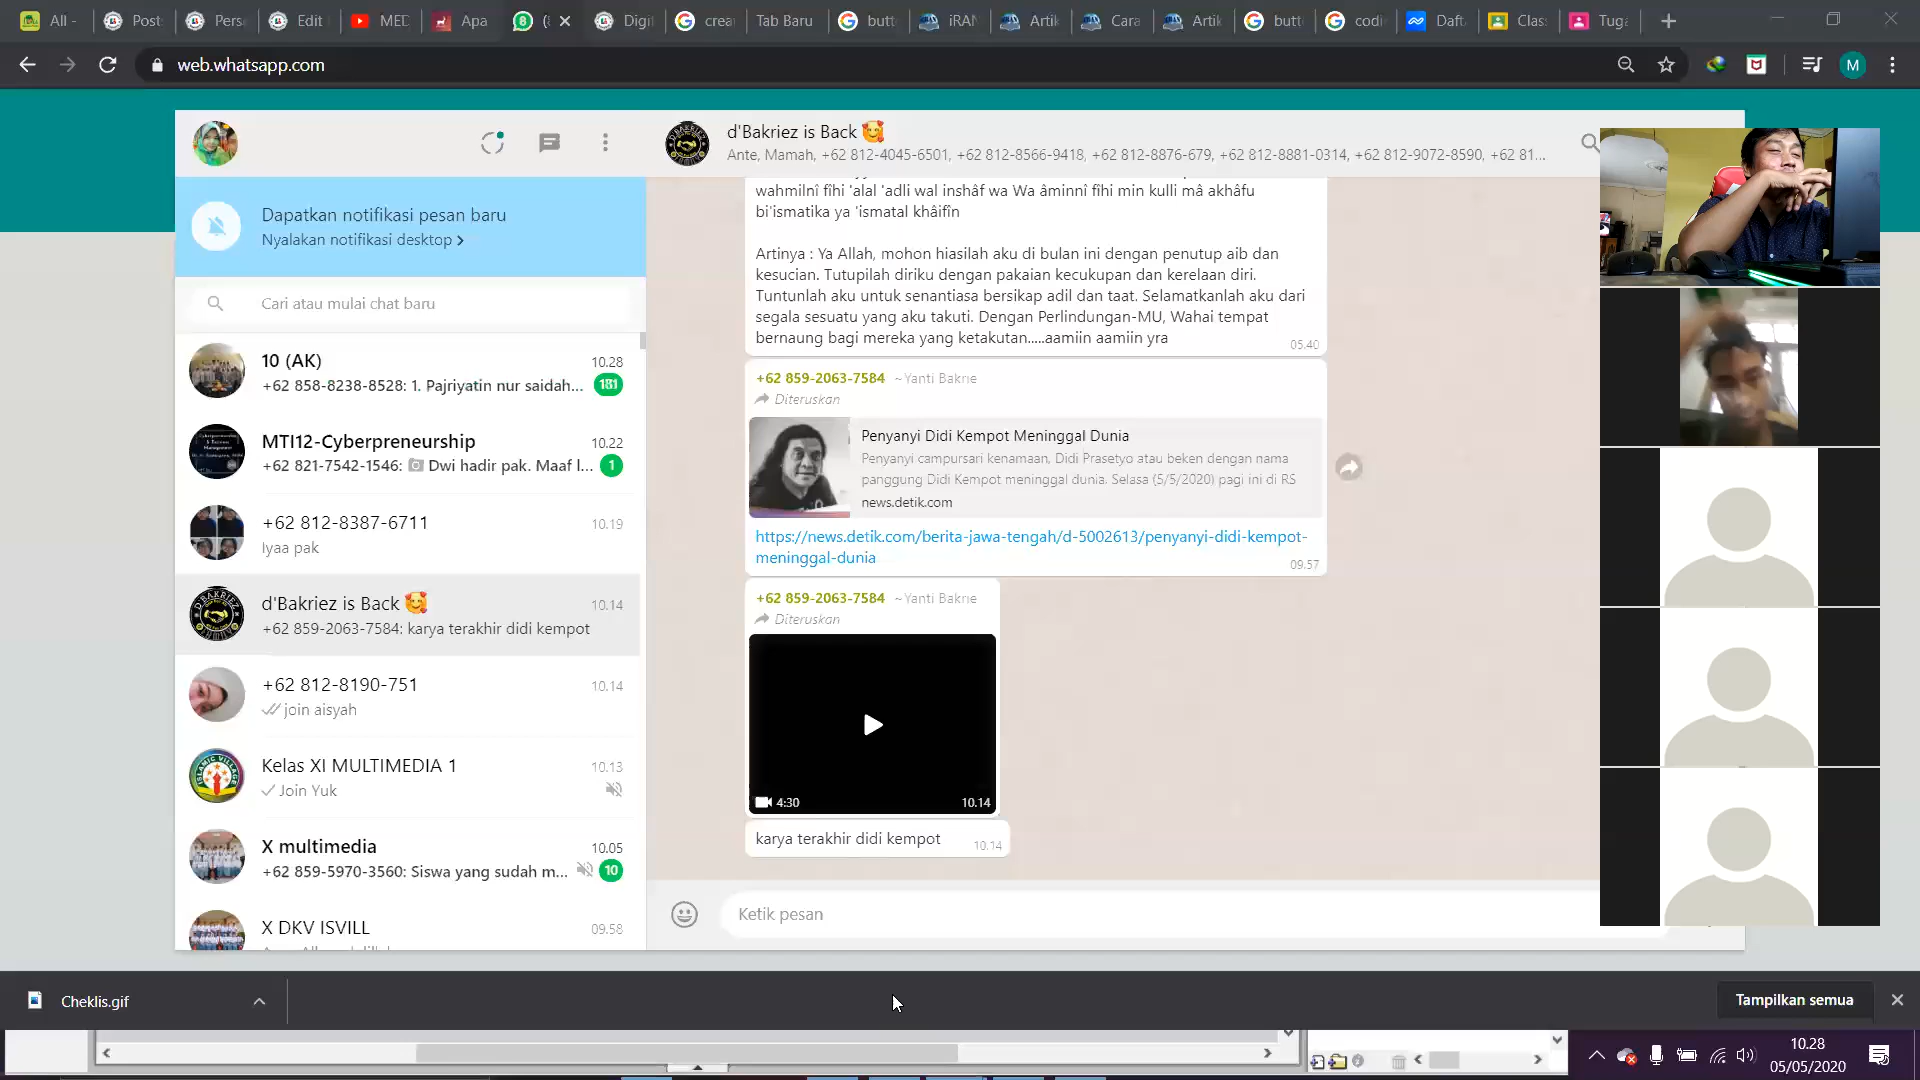 All -
Post
Pers
Edit
MED
Apa
(8
Digi
crea
Tab Baru
butt
iRAN
Artik
Cara
Artik
butt
codi
Daft
Clas
Tuga
web.whatsapp.com
M
d'Bakriez is Back 🥰
Ante, Mamah, +62 812-4045-6501, +62 812-8566-9418, +62 812-8876-679, +62 812-8881-0314, +62 812-9072-8590, +62 81...
Dapatkan notifikasi pesan baru
Nyalakan notifikasi desktop >
Cari atau mulai chat baru
10 (AK)
10.28
+62 858-8238-8528: 1. Pajriyatin nur saidah...
MTI12-Cyberpreneurship
10.22
+62 821-7542-1546: 📷 Dwi hadir pak. Maaf l...
1
+62 812-8387-6711
10.19
Iyaa pak
d'Bakriez is Back 🥰
10.14
+62 859-2063-7584: karya terakhir didi kempot
+62 812-8190-751
10.14
join aisyah
Kelas XI MULTIMEDIA 1
10.13
Join Yuk
X multimedia
10.05
+62 859-5970-3560: Siswa yang sudah m...
10
X DKV ISVILL
09.58
wahmilnî fîhi 'alal 'adli wal inshâf wa Wa âminnî fîhi min kulli mâ akhâfu
bi'ismatika ya 'ismatal khâifîn
Artinya : Ya Allah, mohon hiasilah aku di bulan ini dengan penutup aib dan
kesucian. Tutupilah diriku dengan pakaian kecukupan dan kerelaan diri.
Tuntunlah aku untuk senantiasa bersikap adil dan taat. Selamatkanlah aku dari
segala sesuatu yang aku takuti. Dengan Perlindungan-MU, Wahai tempat
bernaung bagi mereka yang ketakutan.....aamiin aamiin yra
05.40
+62 859-2063-7584 ~Yanti Bakrie
Diteruskan
Penyanyi Didi Kempot Meninggal Dunia
Penyanyi campursari kenamaan, Didi Prasetyo atau beken dengan nama
panggung Didi Kempot meninggal dunia. Selasa (5/5/2020) pagi ini di RS
news.detik.com
https://news.detik.com/berita-jawa-tengah/d-5002613/penyanyi-didi-kempot-
meninggal-dunia
09.57
+62 859-2063-7584 ~Yanti Bakrie
Diteruskan
4:30
10.14
karya terakhir didi kempot
10.14
Ketik pesan
Cheklis.gif
Tampilkan semua
10.28
05/05/2020